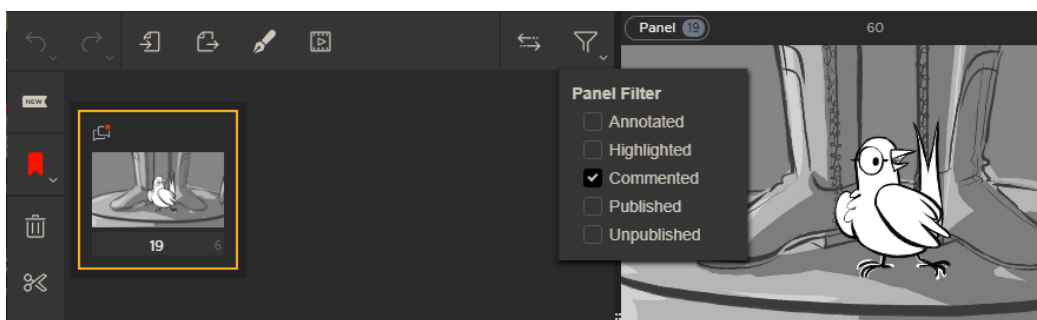 Panel 19
60
NEW
Panel Filter
Annotated
Highlighted
Commented
Published
Unpublished
19 6